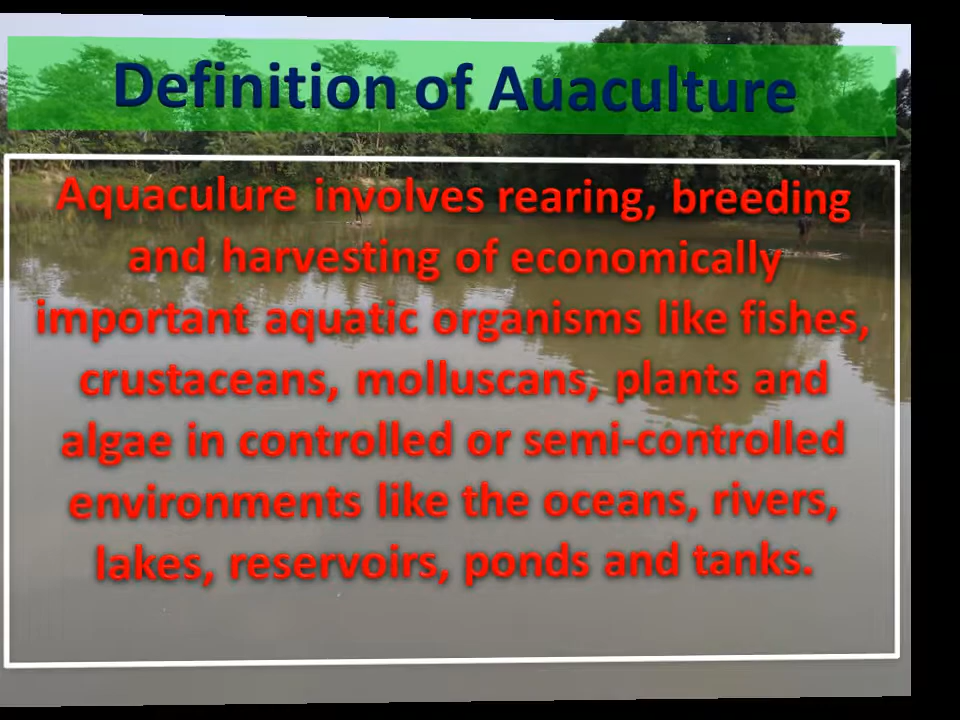 Definition of Auaculture
Aquaculure involves rearing, breeding
and harvesting of economically
important aquatic organisms like fishes,
crustaceans, molluscans, plants and
algae in controlled or semi-controlled
environments like the oceans, rivers,
lakes, reservoirs, ponds and tanks.